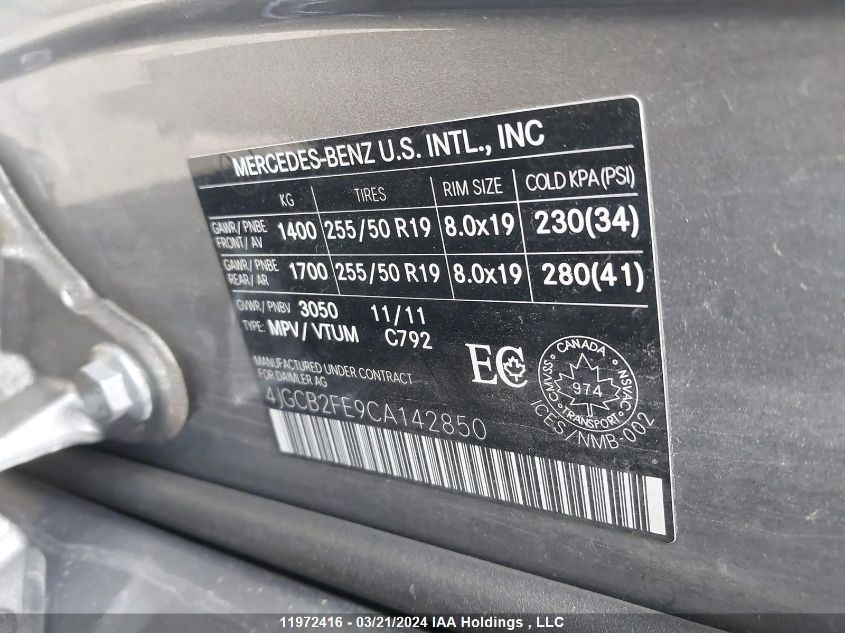 MERCEDES-BENZ U.S. INTL., INC
KG TIRES RIM SIZE COLD KPA(PSI)
GAWR/ PNBE FRONT/ AV 1400 255/50 R19 8.0x19 230(34)
GAWR/ PNBE REAR/ AR 1700 255/50 R19 8.0x19 280(41)
GVWR/ PNBV 3050 11/11
TYPE: MPV/VTUM C792
MANUFACTURED UNDER CONTRACT
FOR DAIMLER AG
EC
CANADA
CMVSS 974 NSVAC
TRANSPORT
ICES/NMB-002
4JGCB2FE9CA142850
11972416 - 03/21/2024 IAA Holdings , LLC/